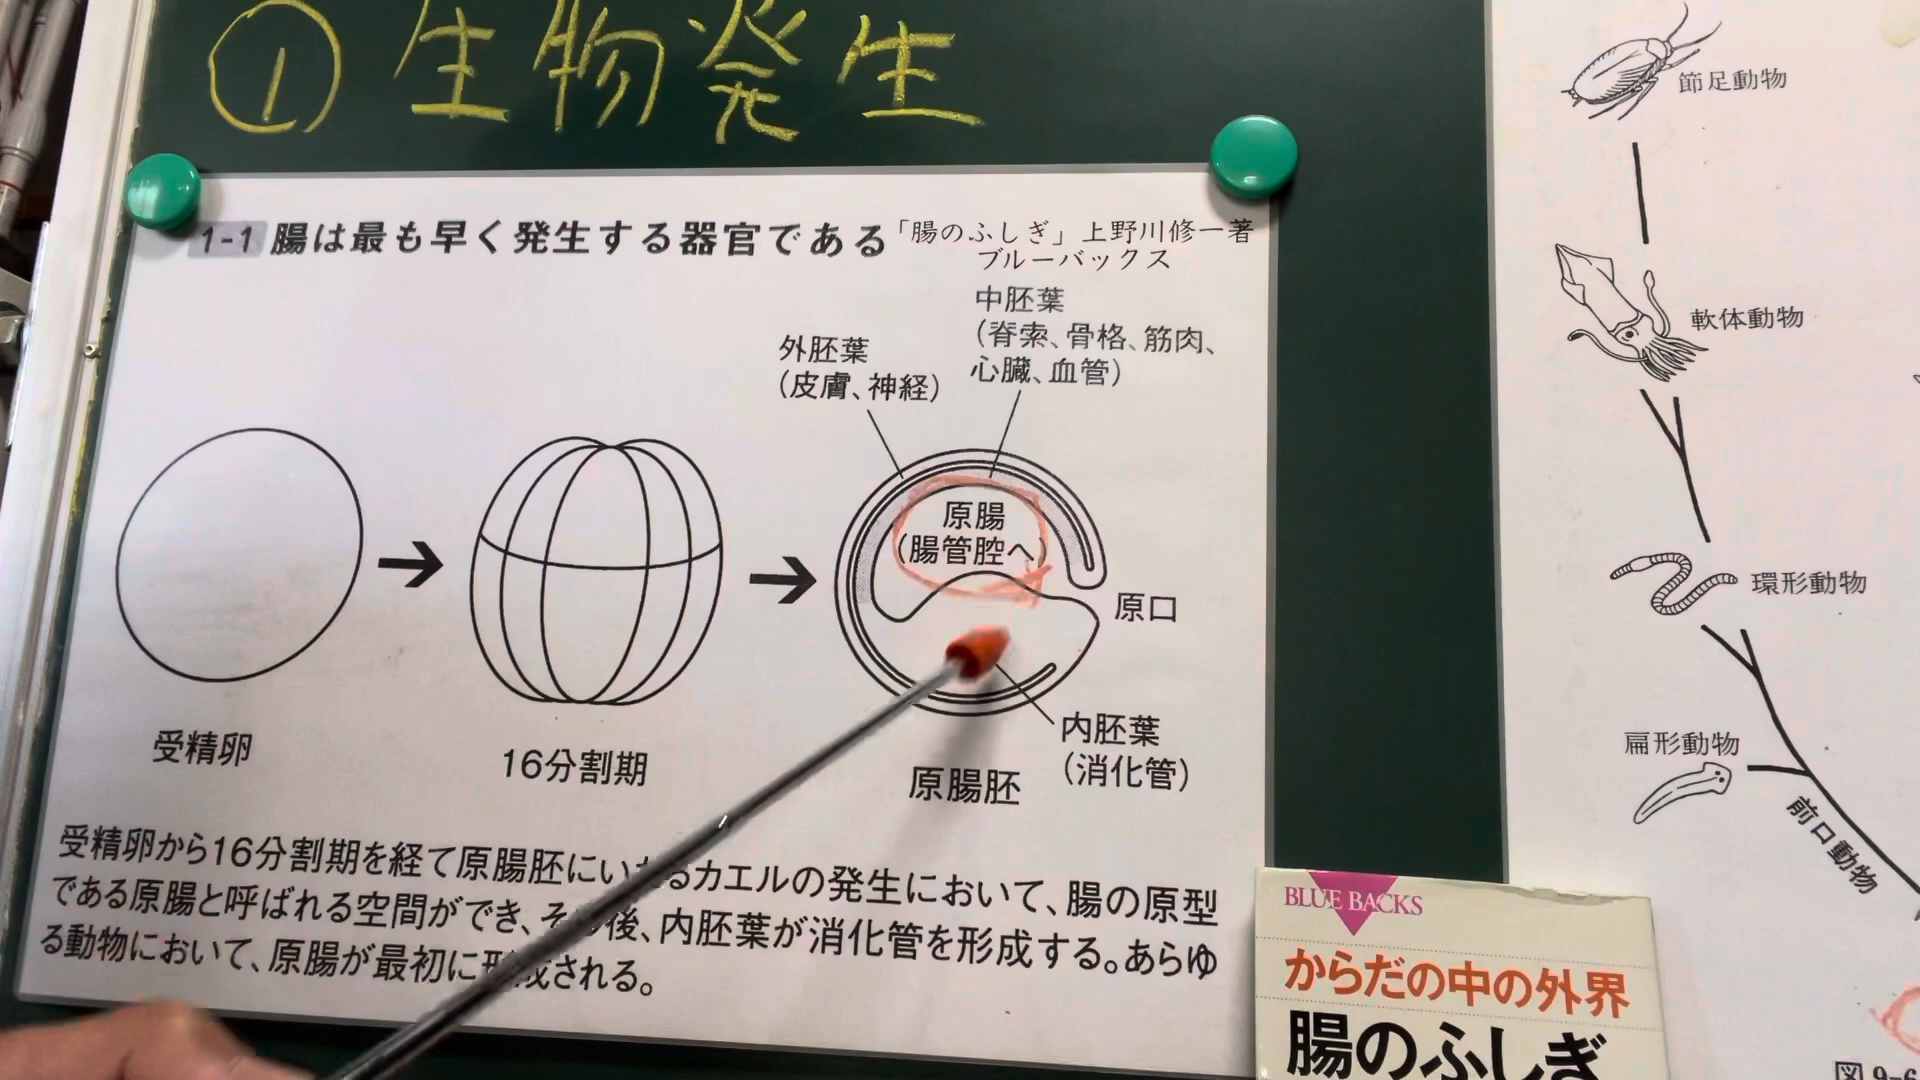 ① 生物発生
1-1 腸は最も早く発生する器官である
「腸のふしぎ」上野川修一著
ブルーバックス
中胚葉
(脊索、骨格、筋肉、
心臓、血管)
外胚葉
(皮膚、神経)
原腸
(腸管腔へ)
原口
内胚葉
(消化管)
受精卵
16分割期
原腸胚
受精卵から16分割期を経て原腸胚にいたるカエルの発生において、腸の原型
である原腸と呼ばれる空間ができ、その後、内胚葉が消化管を形成する。あらゆ
る動物において、原腸が最初に形成される。
節足動物
軟体動物
環形動物
扁形動物
前口動物
BLUE BACKS
からだの中の外界
腸のふしぎ
図9-6